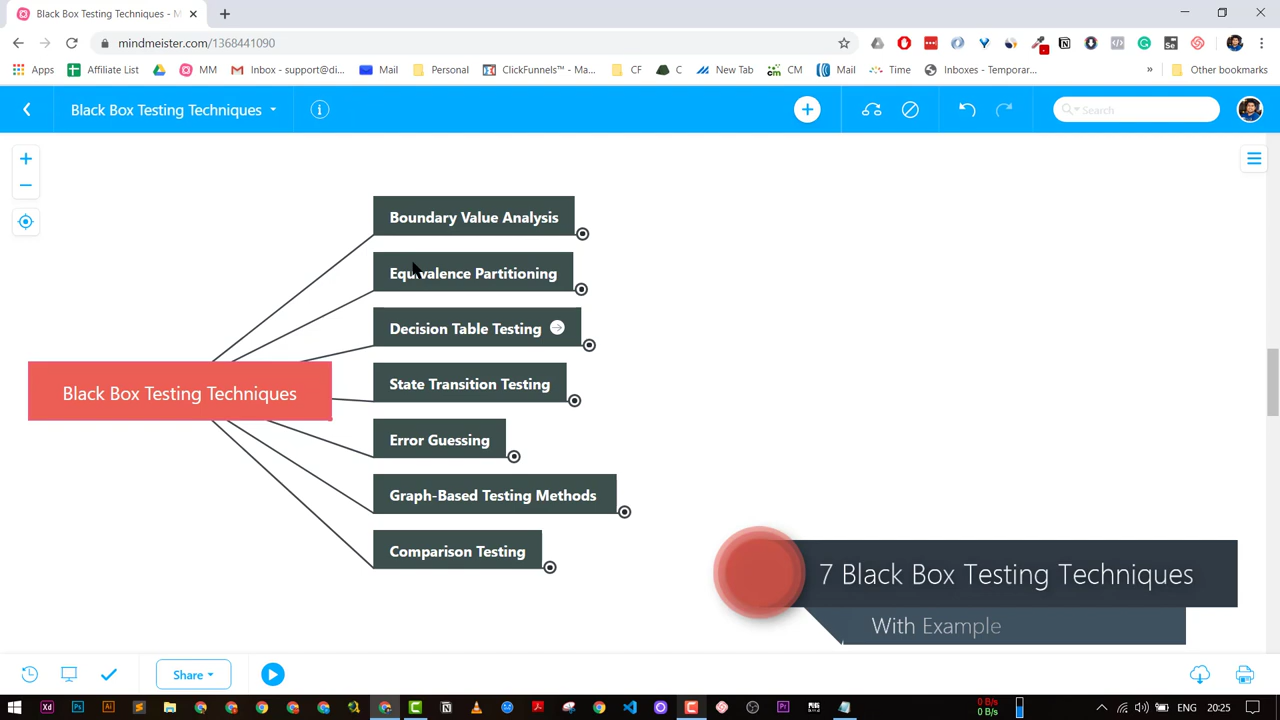 Black Box Testing Techniques - M
mindmeister.com/1368441090
Apps
Affiliate List
MM
Inbox - support@di...
Mail
Personal
ClickFunnels™ - Ma...
CF
C
New Tab
CM
Mail
Time
Inboxes - Temporar...
»
Other bookmarks
Black Box Testing Techniques
Search
Boundary Value Analysis
Equivalence Partitioning
Decision Table Testing
State Transition Testing
Black Box Testing Techniques
Error Guessing
Graph-Based Testing Methods
Comparison Testing
7 Black Box Testing Techniques
With Example
Share
0 B/s
0 B/s
ENG
20:25